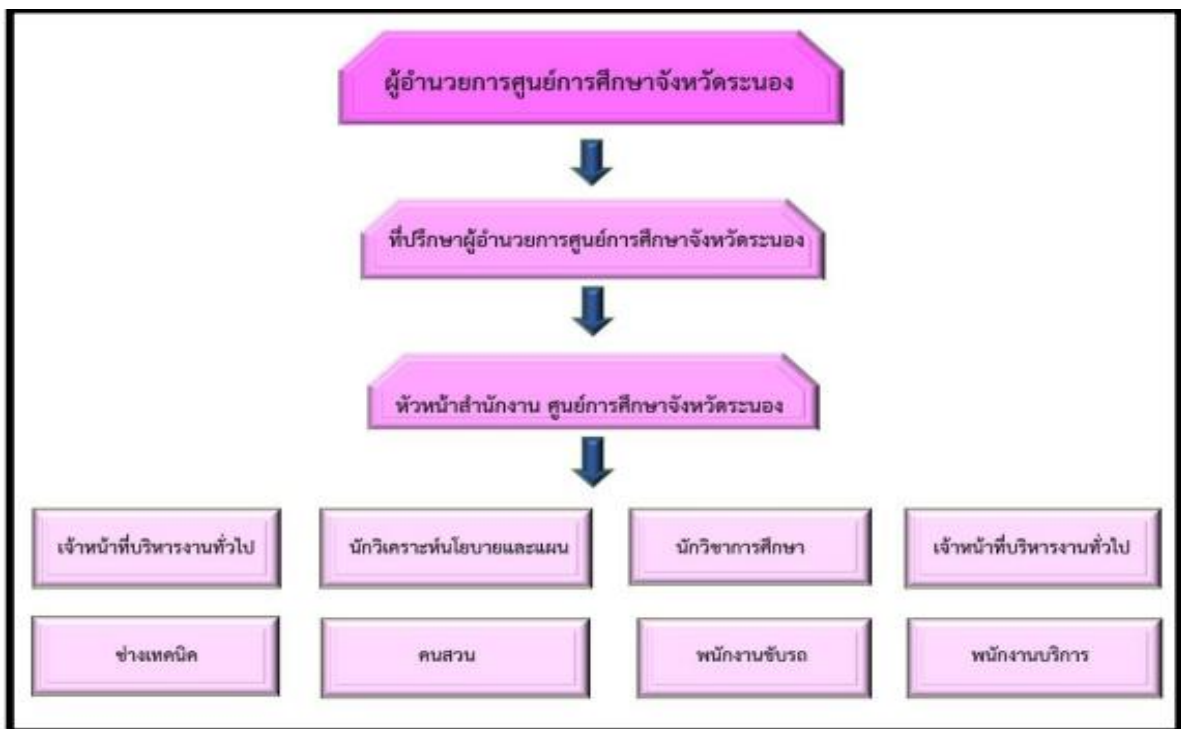 ผู้อำนวยการศูนย์การศึกษาจังหวัดระนอง
ที่ปรึกษาผู้อำนวยการศูนย์การศึกษาจังหวัดระนอง
หัวหน้าสำนักงาน ศูนย์การศึกษาจังหวัดระนอง
เจ้าหน้าที่บริหารงานทั่วไป
นักวิเคราะห์นโยบายและแผน
นักวิชาการศึกษา
เจ้าหน้าที่บริหารงานทั่วไป
ช่างเทคนิค
คนสวน
พนักงานขับรถ
พนักงานบริการ